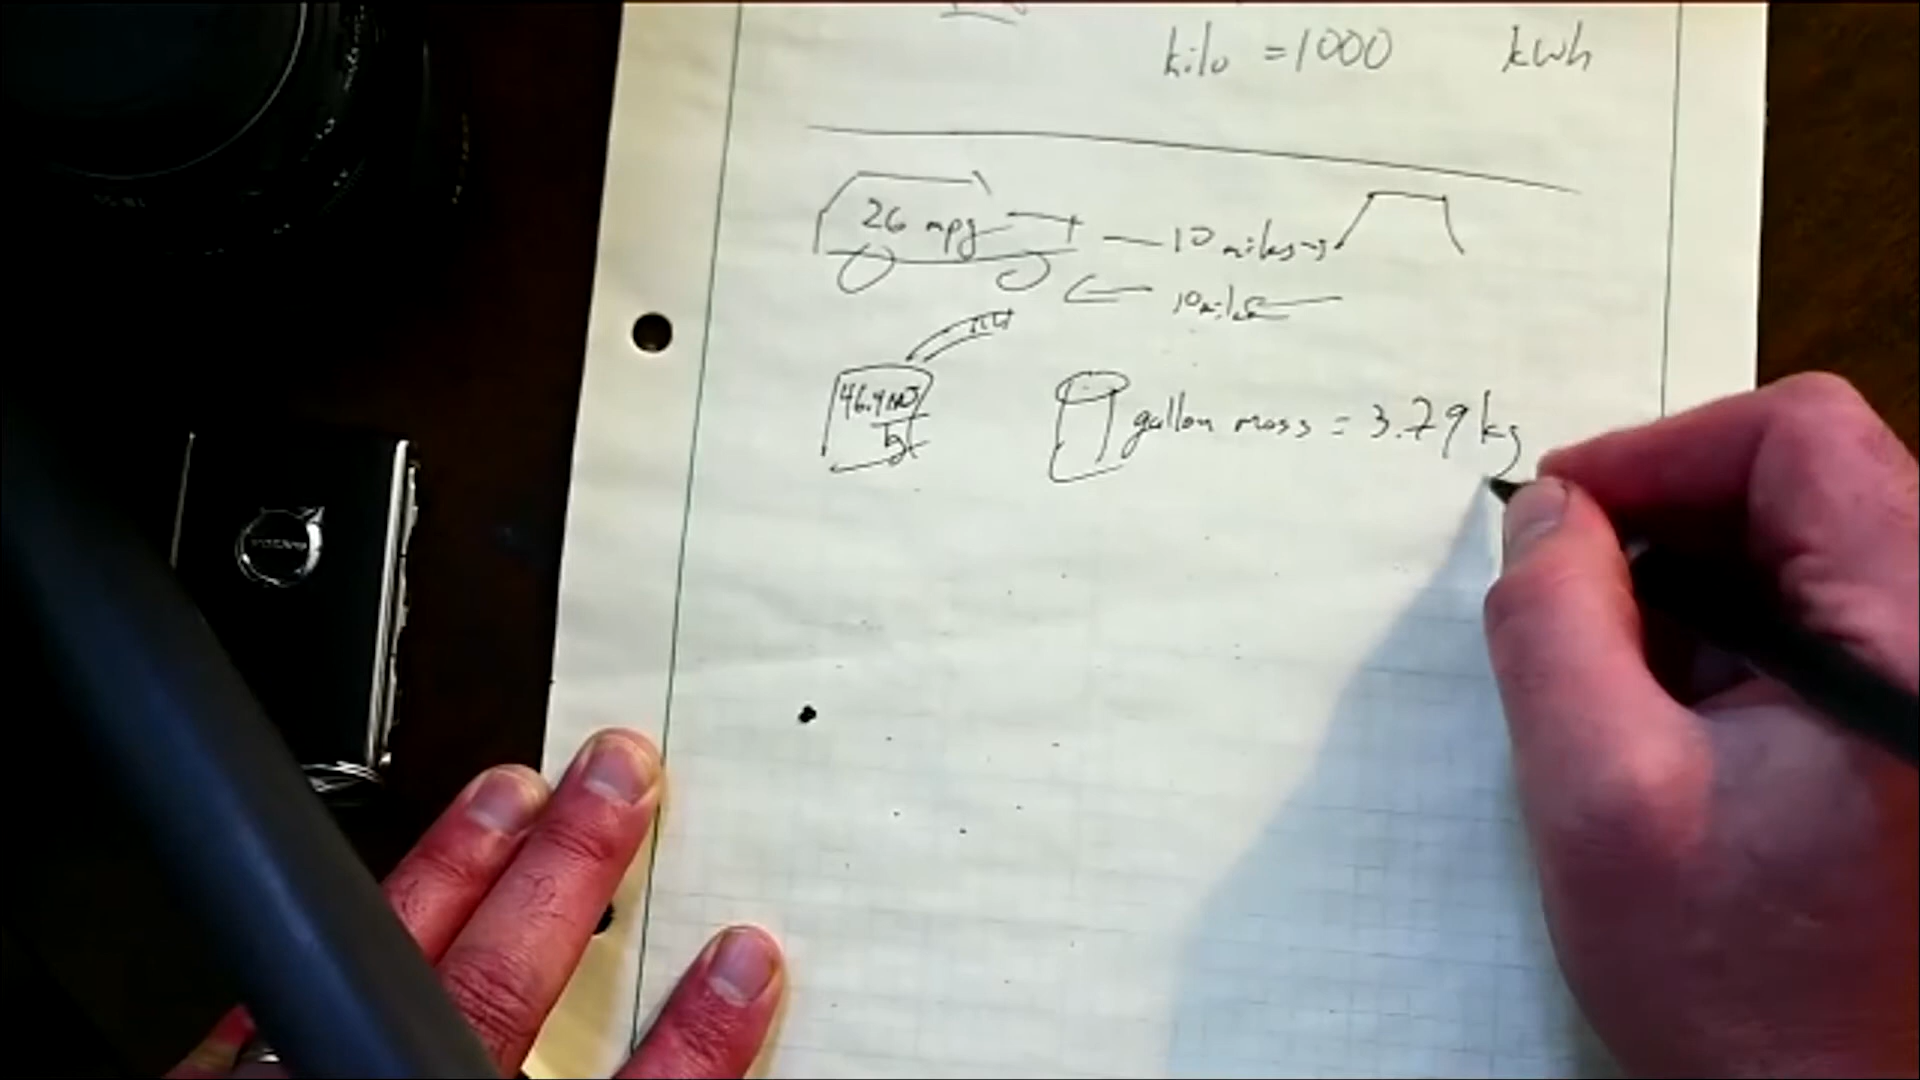 kilo = 1000 kwh
26 mpg
10 miles
10 miles
46.4 MJ
kg
gallon mass = 3.79 kg